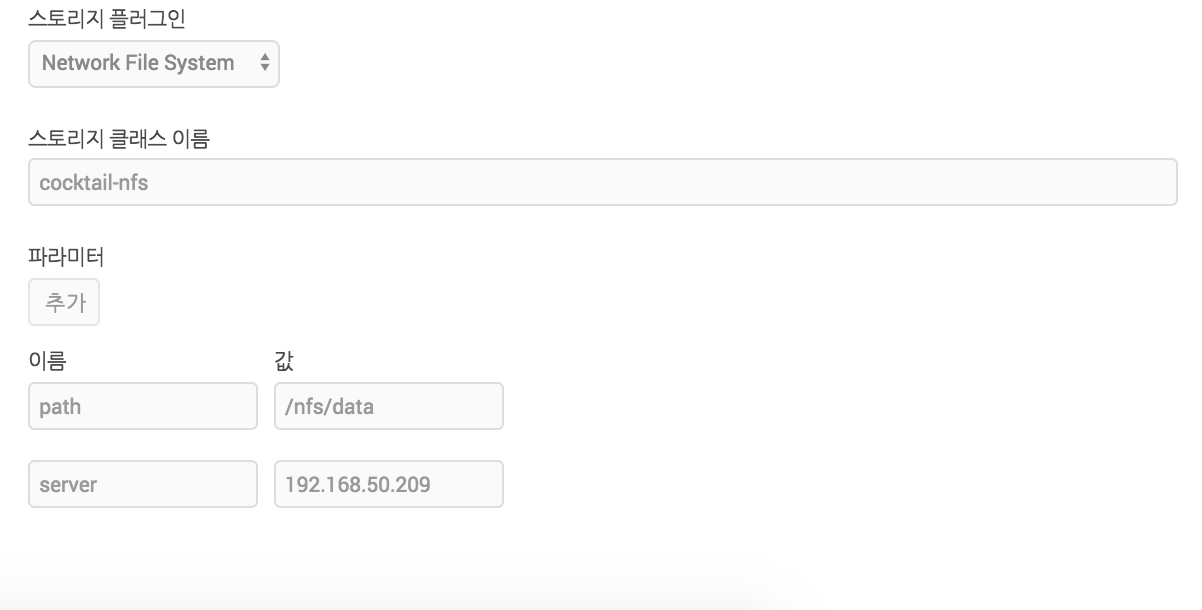 스토리지 플러그인
Network File System
스토리지 클래스 이름
cocktail-nfs
파라미터
추가
이름 값
path /nfs/data
server 192.168.50.209